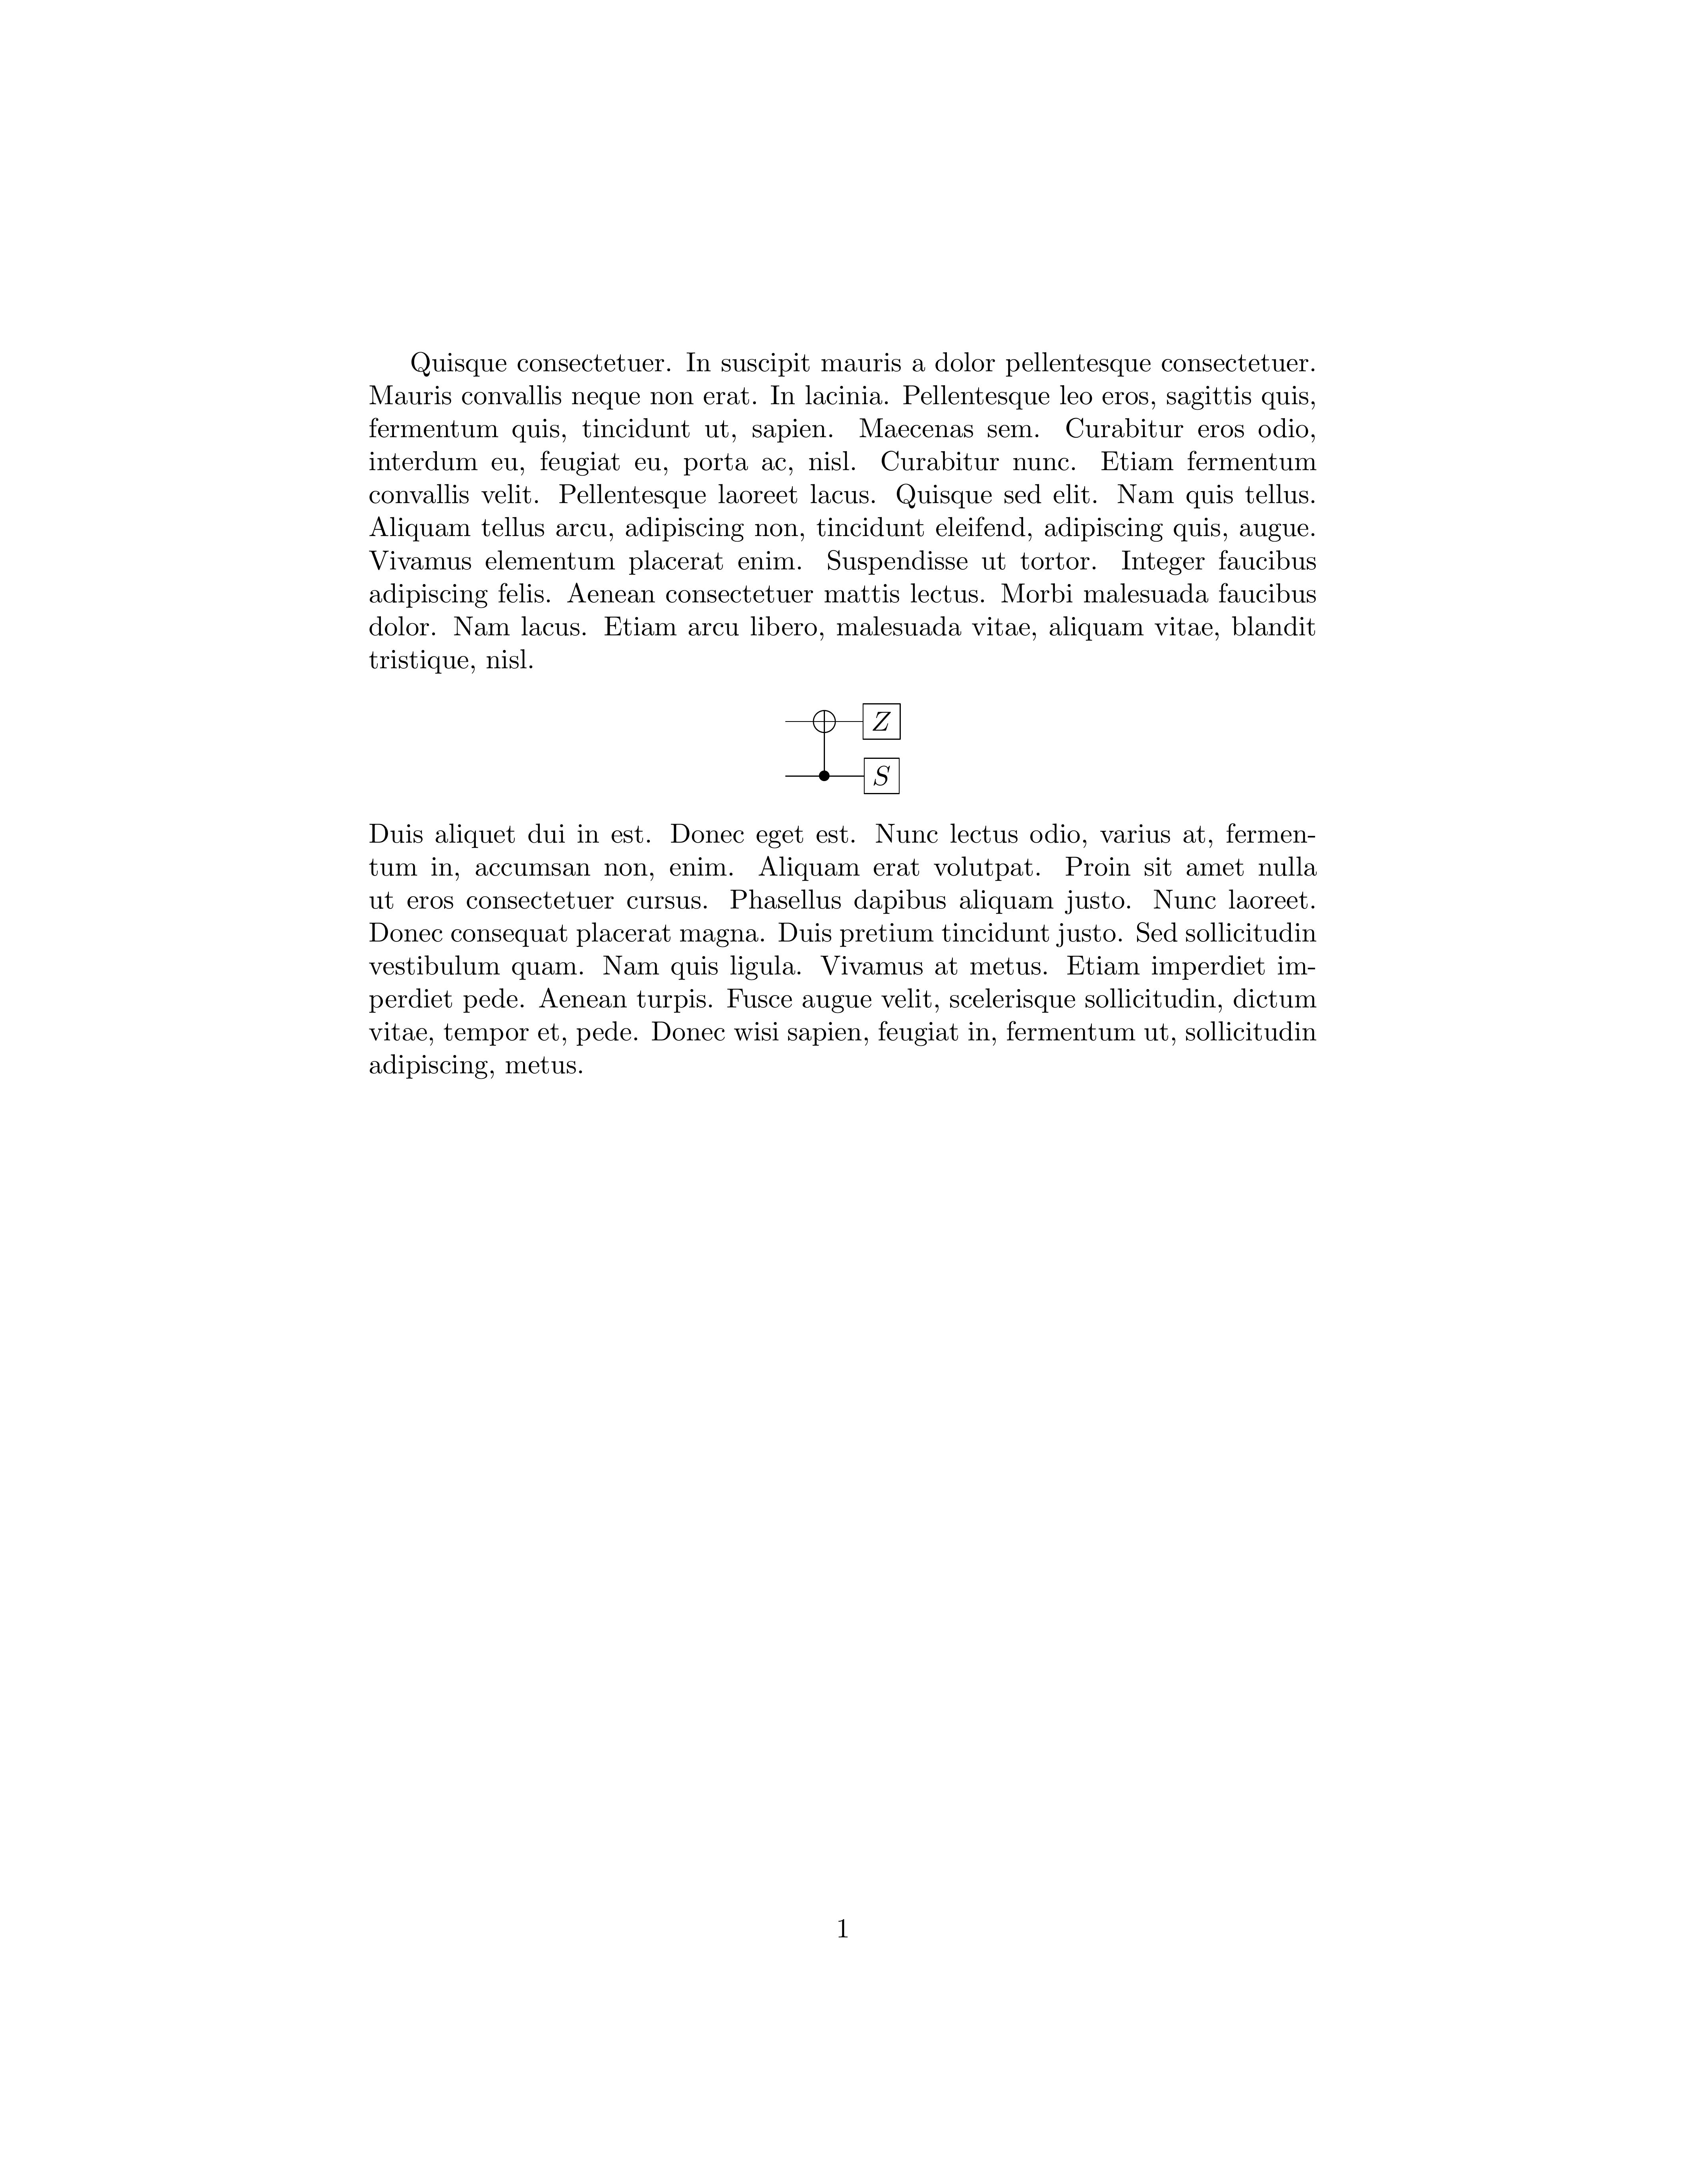 Quisque consectetuer. In suscipit mauris a dolor pellentesque consectetuer.
Mauris convallis neque non erat. In lacinia. Pellentesque leo eros, sagittis quis,
fermentum quis, tincidunt ut, sapien. Maecenas sem. Curabitur eros odio,
interdum eu, feugiat eu, porta ac, nisl. Curabitur nunc. Etiam fermentum
convallis velit. Pellentesque laoreet lacus. Quisque sed elit. Nam quis tellus.
Aliquam tellus arcu, adipiscing non, tincidunt eleifend, adipiscing quis, augue.
Vivamus elementum placerat enim. Suspendisse ut tortor. Integer faucibus
adipiscing felis. Aenean consectetuer mattis lectus. Morbi malesuada faucibus
dolor. Nam lacus. Etiam arcu libero, malesuada vitae, aliquam vitae, blandit
tristique, nisl.
Z
S
Duis aliquet dui in est. Donec eget est. Nunc lectus odio, varius at, fermen-
tum in, accumsan non, enim. Aliquam erat volutpat. Proin sit amet nulla
ut eros consectetuer cursus. Phasellus dapibus aliquam justo. Nunc laoreet.
Donec consequat placerat magna. Duis pretium tincidunt justo. Sed sollicitudin
vestibulum quam. Nam quis ligula. Vivamus at metus. Etiam imperdiet im-
perdiet pede. Aenean turpis. Fusce augue velit, scelerisque sollicitudin, dictum
vitae, tempor et, pede. Donec wisi sapien, feugiat in, fermentum ut, sollicitudin
adipiscing, metus.
1